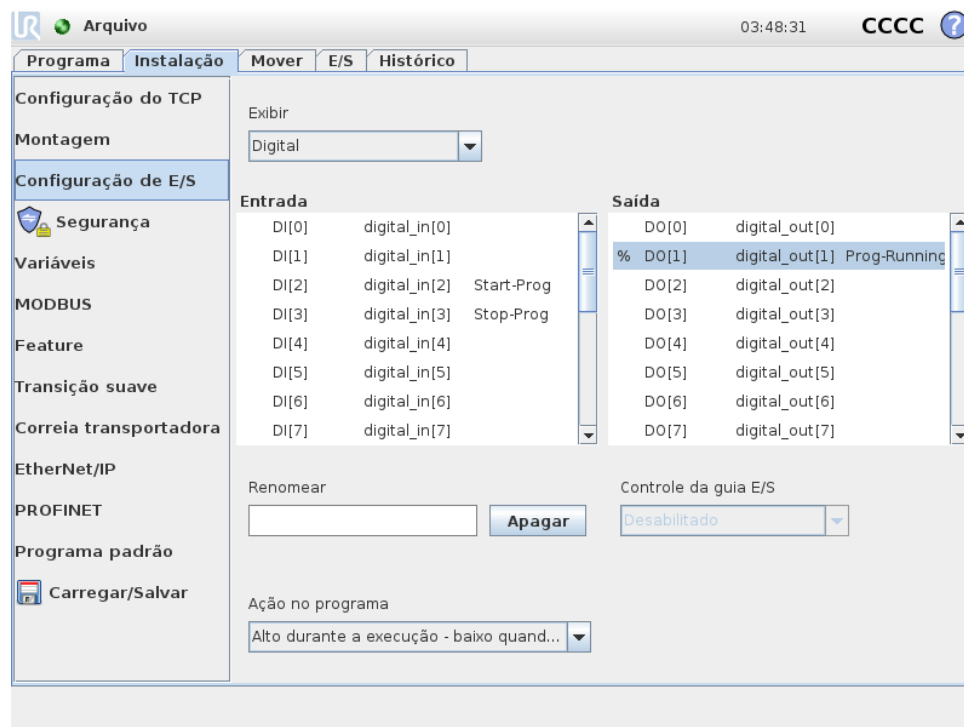 Arquivo 03:48:31 CCCC ?
Programa Instalação Mover E/S Histórico
Configuração do TCP
Montagem
Configuração de E/S
Segurança
Variáveis
MODBUS
Feature
Transição suave
Correia transportadora
EtherNet/IP
PROFINET
Programa padrão
Carregar/Salvar
Exibir
Digital
Entrada
DI[0] digital_in[0]
DI[1] digital_in[1]
DI[2] digital_in[2] Start-Prog
DI[3] digital_in[3] Stop-Prog
DI[4] digital_in[4]
DI[5] digital_in[5]
DI[6] digital_in[6]
DI[7] digital_in[7]
Saída
DO[0] digital_out[0]
% DO[1] digital_out[1] Prog-Running
DO[2] digital_out[2]
DO[3] digital_out[3]
DO[4] digital_out[4]
DO[5] digital_out[5]
DO[6] digital_out[6]
DO[7] digital_out[7]
Renomear
Apagar
Controle da guia E/S
Desabilitado
Ação no programa
Alto durante a execução - baixo quand...